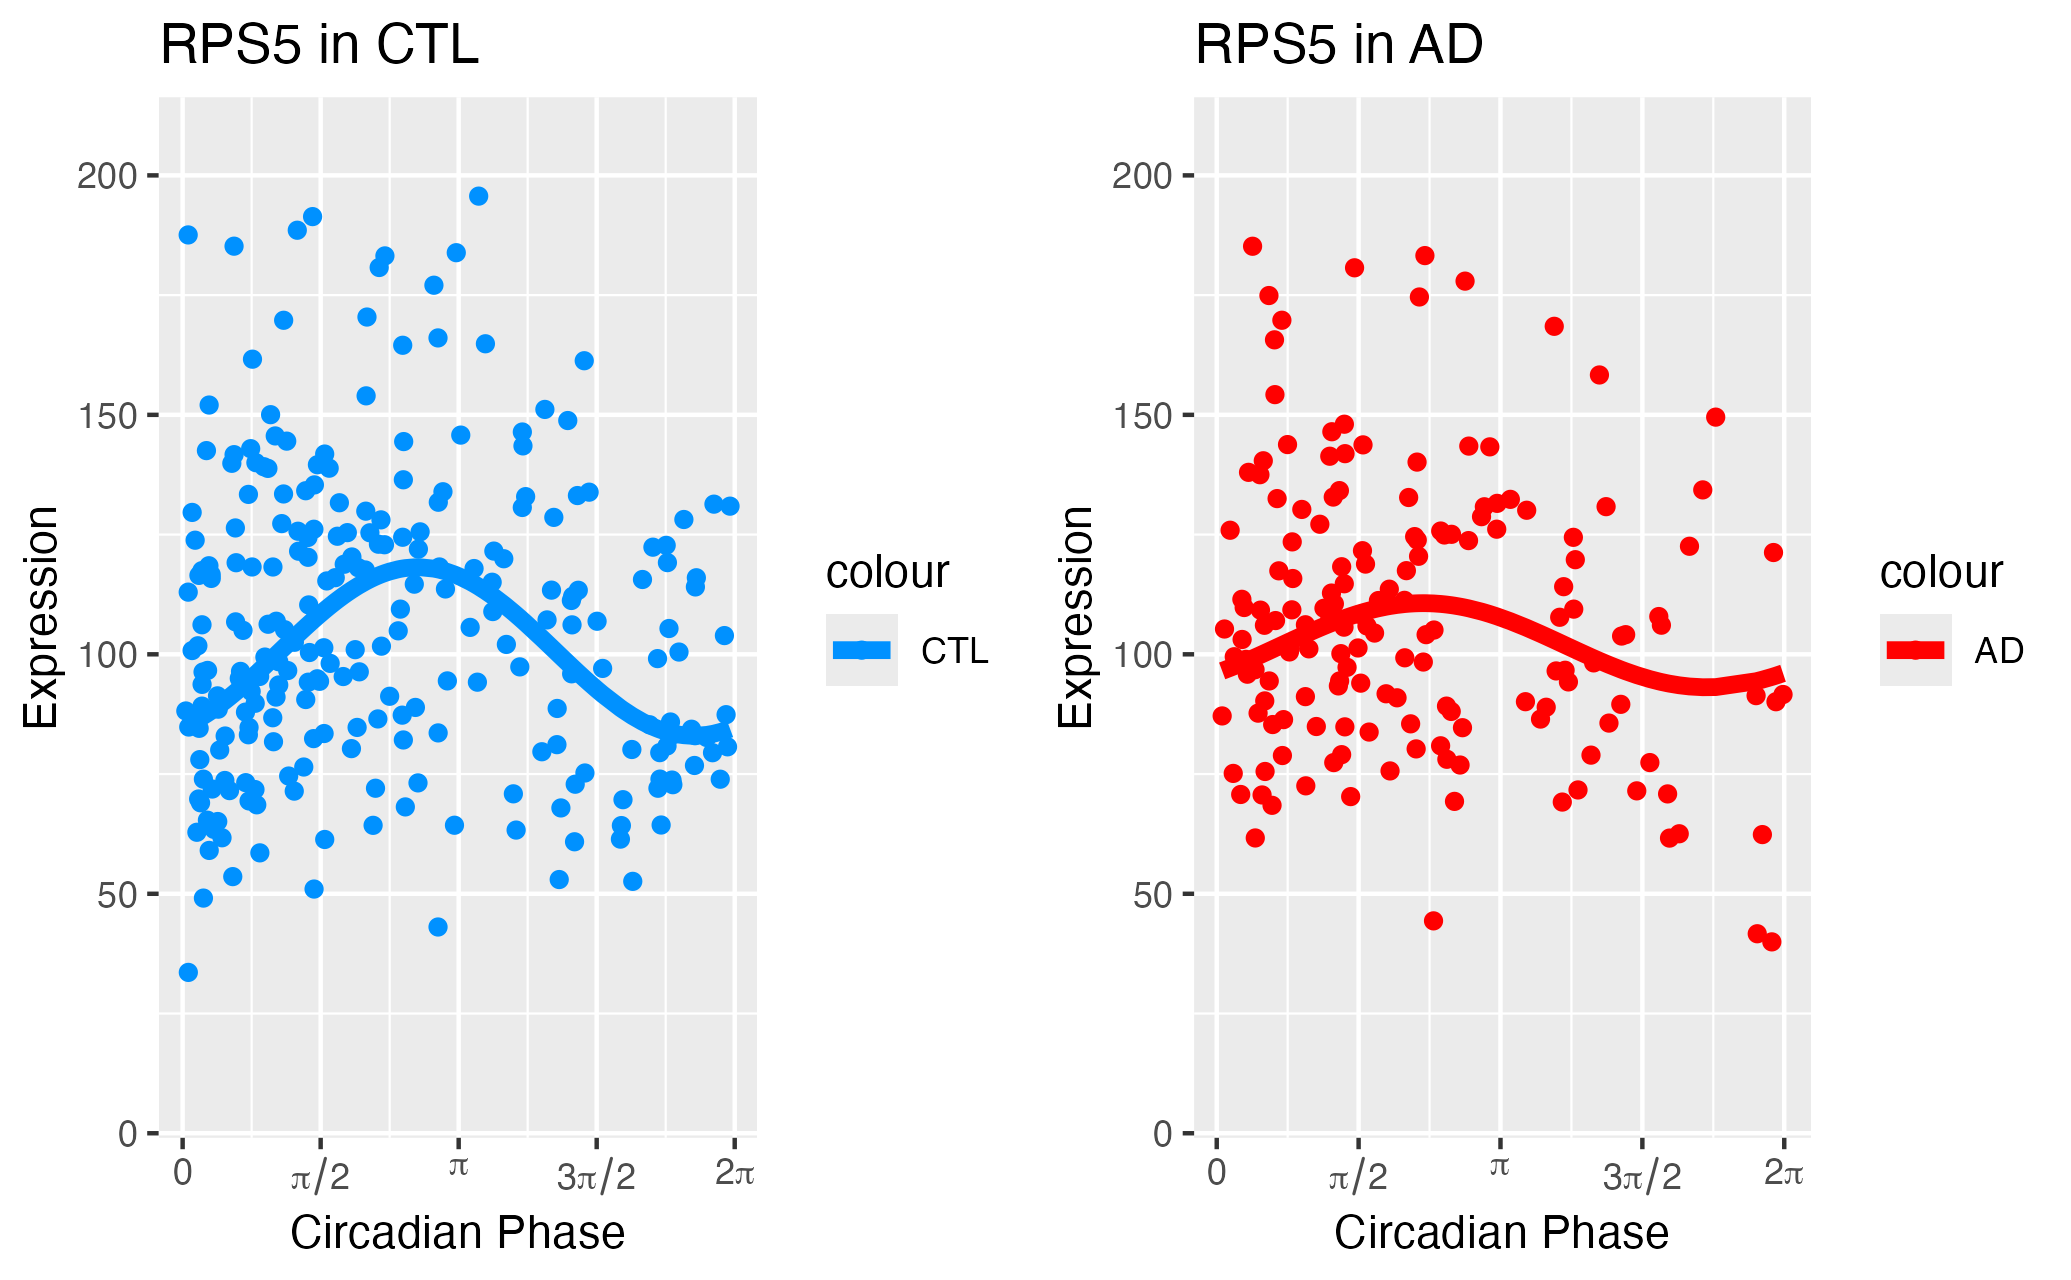 RPS5 in CTL
Expression
200
150
100
50
0
0 π/2 π 3π/2 2π
Circadian Phase
colour
CTL
RPS5 in AD
Expression
200
150
100
50
0
0 π/2 π 3π/2 2π
Circadian Phase
colour
AD